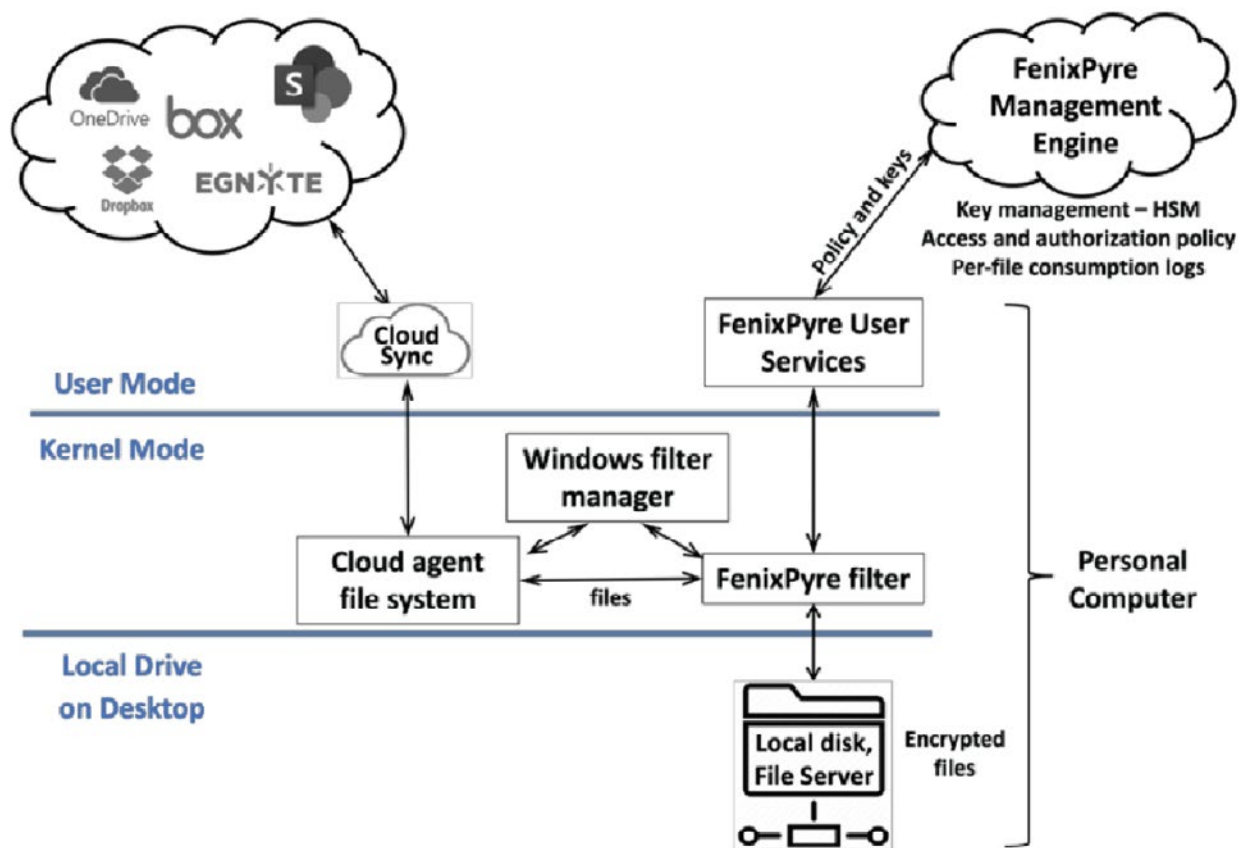 OneDrive
box
S
Dropbox
EGNYTE
FenixPyre
Management
Engine
Policy and keys
Key management – HSM
Access and authorization policy
Per-file consumption logs
Cloud
Sync
FenixPyre User
Services
User Mode
Kernel Mode
Windows filter
manager
Cloud agent
file system
files
FenixPyre filter
Personal
Computer
Local Drive
on Desktop
Local disk,
File Server
Encrypted
files